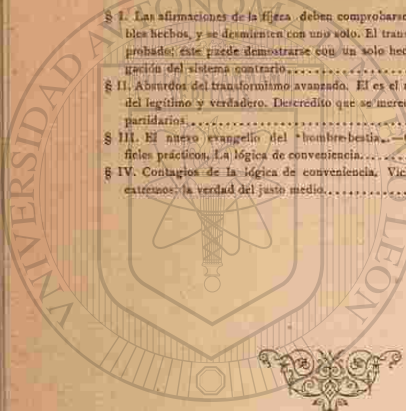 § I. Las afirmaciones de la fijeza deben comprobarse
bles hechos, y se desmienten con uno solo. El trans
probado; éste puede demostrarse con un solo hec
gación del sistema contrario
§ II. Absurdos del transformismo avanzado. El es el
del legítimo y verdadero. Descrédito que se mere
partidarios
§ III. El nuevo evangelio del "hombre-bestia„.—
fieles prácticos. La lógica de conveniencia
§ IV. Contagios de la lógica de conveniencia. Vic
extremos: la verdad del justo medio
UNIVERSIDAD
LEÓN